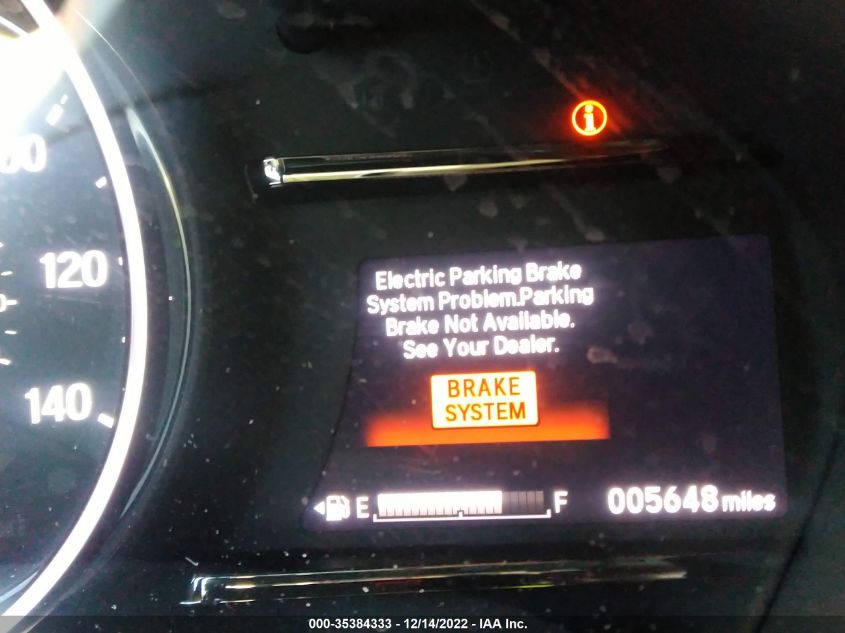 120
140
Electric Parking Brake
System Problem.Parking
Brake Not Available.
See Your Dealer.
BRAKE
SYSTEM
E F 005648 miles
000-35384333 - 12/14/2022 - IAA Inc.